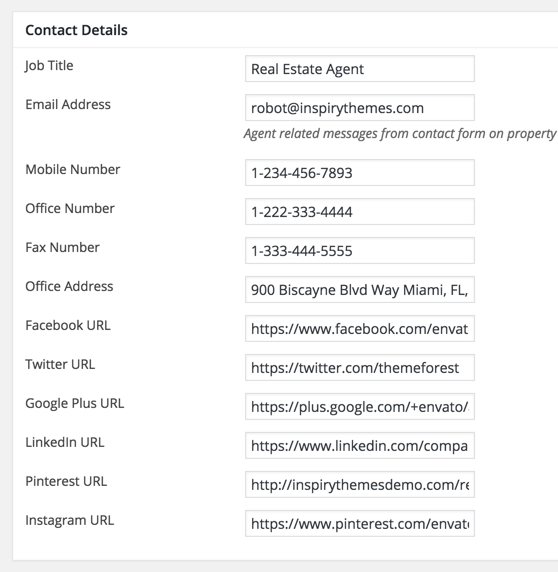 Contact Details
Job Title Real Estate Agent
Email Address robot@inspirythemes.com
Agent related messages from contact form on property
Mobile Number 1-234-456-7893
Office Number 1-222-333-4444
Fax Number 1-333-444-5555
Office Address 900 Biscayne Blvd Way Miami, FL,
Facebook URL https://www.facebook.com/envat
Twitter URL https://twitter.com/themeforest
Google Plus URL https://plus.google.com/+envato/
LinkedIn URL https://www.linkedin.com/compa
Pinterest URL http://inspirythemesdemo.com/re
Instagram URL https://www.pinterest.com/envato